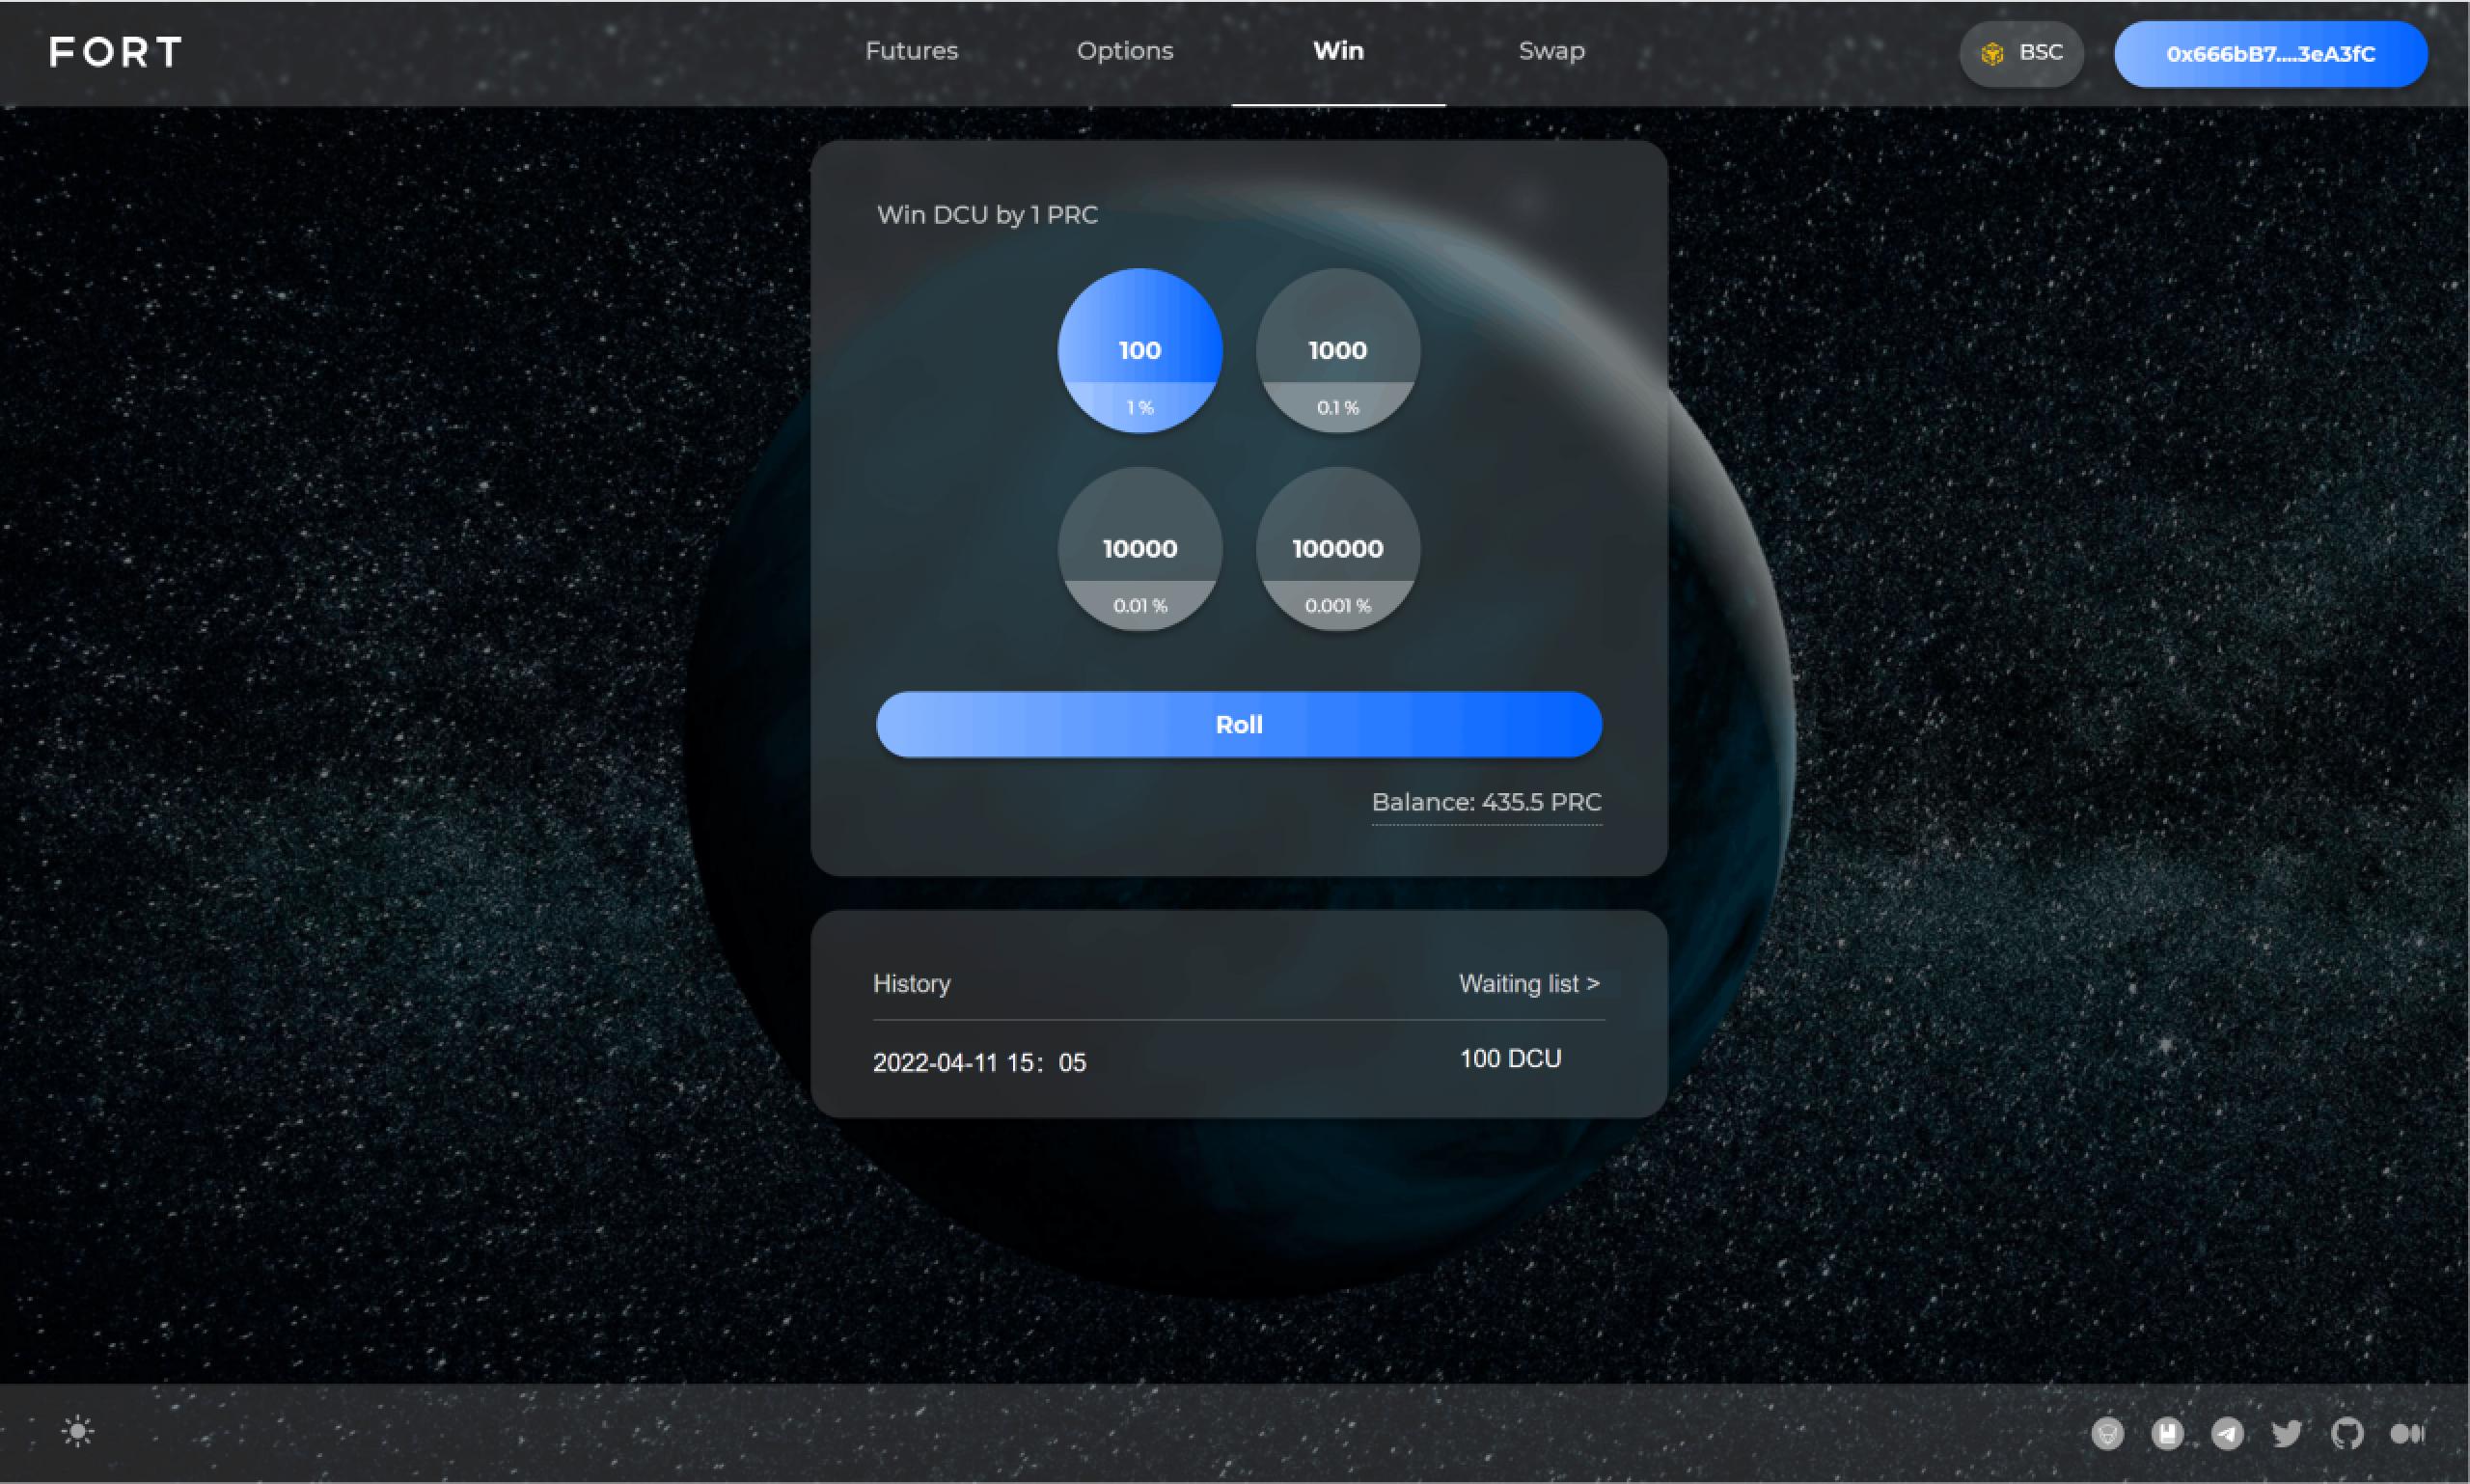 FORT
Futures
Options
Win
Swap
BSC
0x666bB7....3eA3fC
Win DCU by 1 PRC
100
1 %
1000
0.1 %
10000
0.01 %
100000
0.001 %
Roll
Balance: 435.5 PRC
History
Waiting list >
2022-04-11 15：05
100 DCU